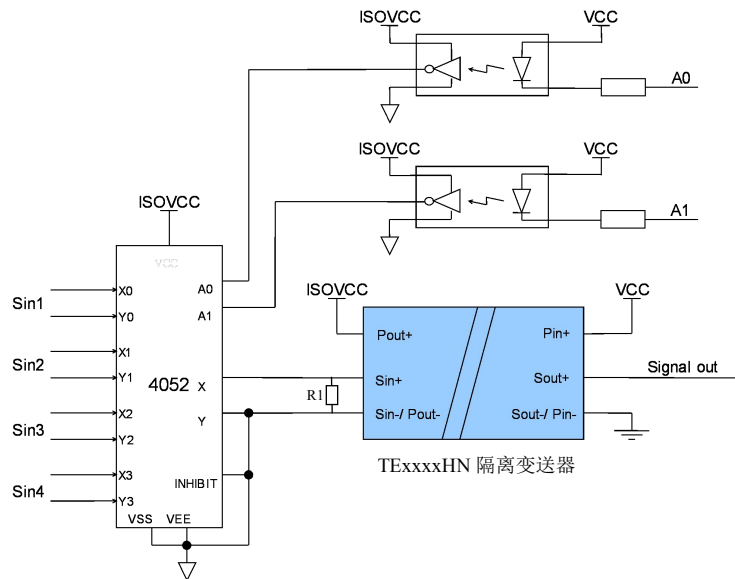 ISOVCC VCC
A0
ISOVCC VCC
A1
ISOVCC
VCC
X0 A0
Sin1
Y0 A1
ISOVCC VCC
Pout+ Pin+
X1
Sin2
Y1 4052 X
Sin+ Sout+ Signal out
R1
X2 Y
Sin-/ Pout- Sout-/ Pin-
Sin3
Y2
TExxxxHN 隔离变送器
X3 INHIBIT
Sin4
Y3
VSS VEE